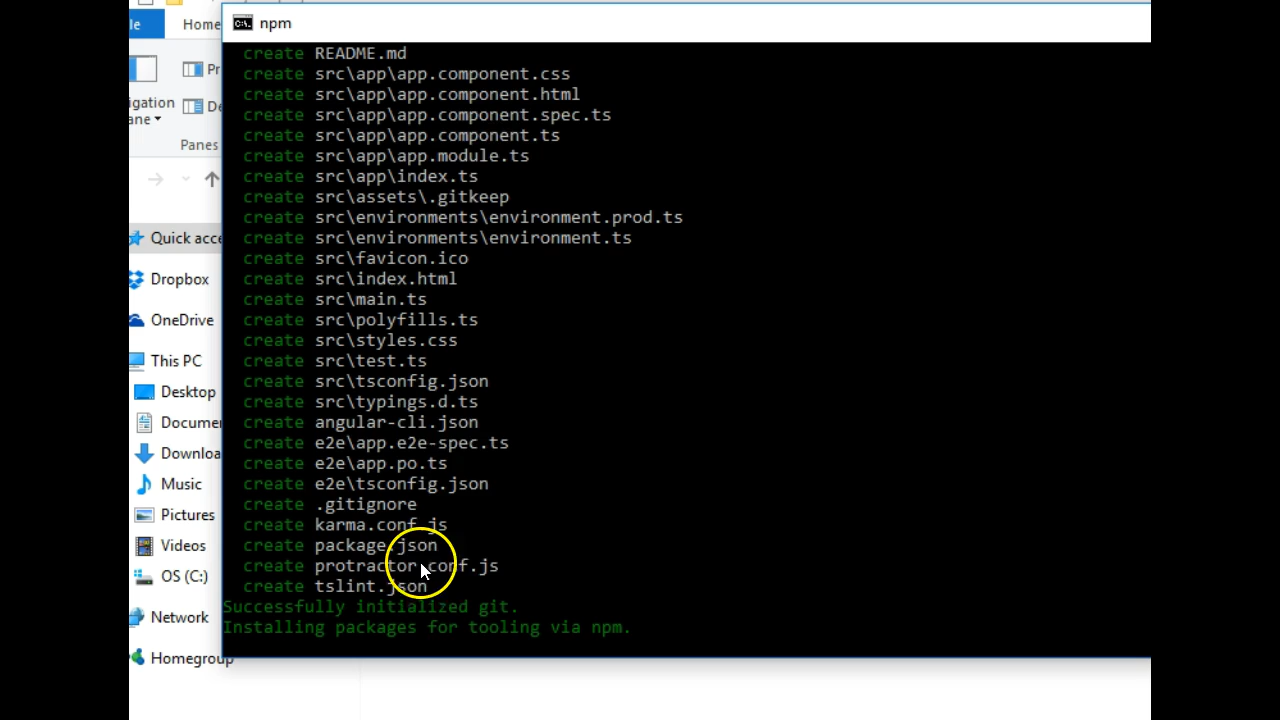 le
Home
npm
Pr
igation
ane
De
Panes
Quick acce
Dropbox
OneDrive
This PC
Desktop
Documen
Downloa
Music
Pictures
Videos
OS (C:)
Network
Homegroup
create README.md
create src\app\app.component.css
create src\app\app.component.html
create src\app\app.component.spec.ts
create src\app\app.component.ts
create src\app\app.module.ts
create src\app\index.ts
create src\assets\.gitkeep
create src\environments\environment.prod.ts
create src\environments\environment.ts
create src\favicon.ico
create src\index.html
create src\main.ts
create src\polyfills.ts
create src\styles.css
create src\test.ts
create src\tsconfig.json
create src\typings.d.ts
create angular-cli.json
create e2e\app.e2e-spec.ts
create e2e\app.po.ts
create e2e\tsconfig.json
create .gitignore
create karma.conf.js
create package.json
create protractor.conf.js
create tslint.json
Successfully initialized git.
Installing packages for tooling via npm.